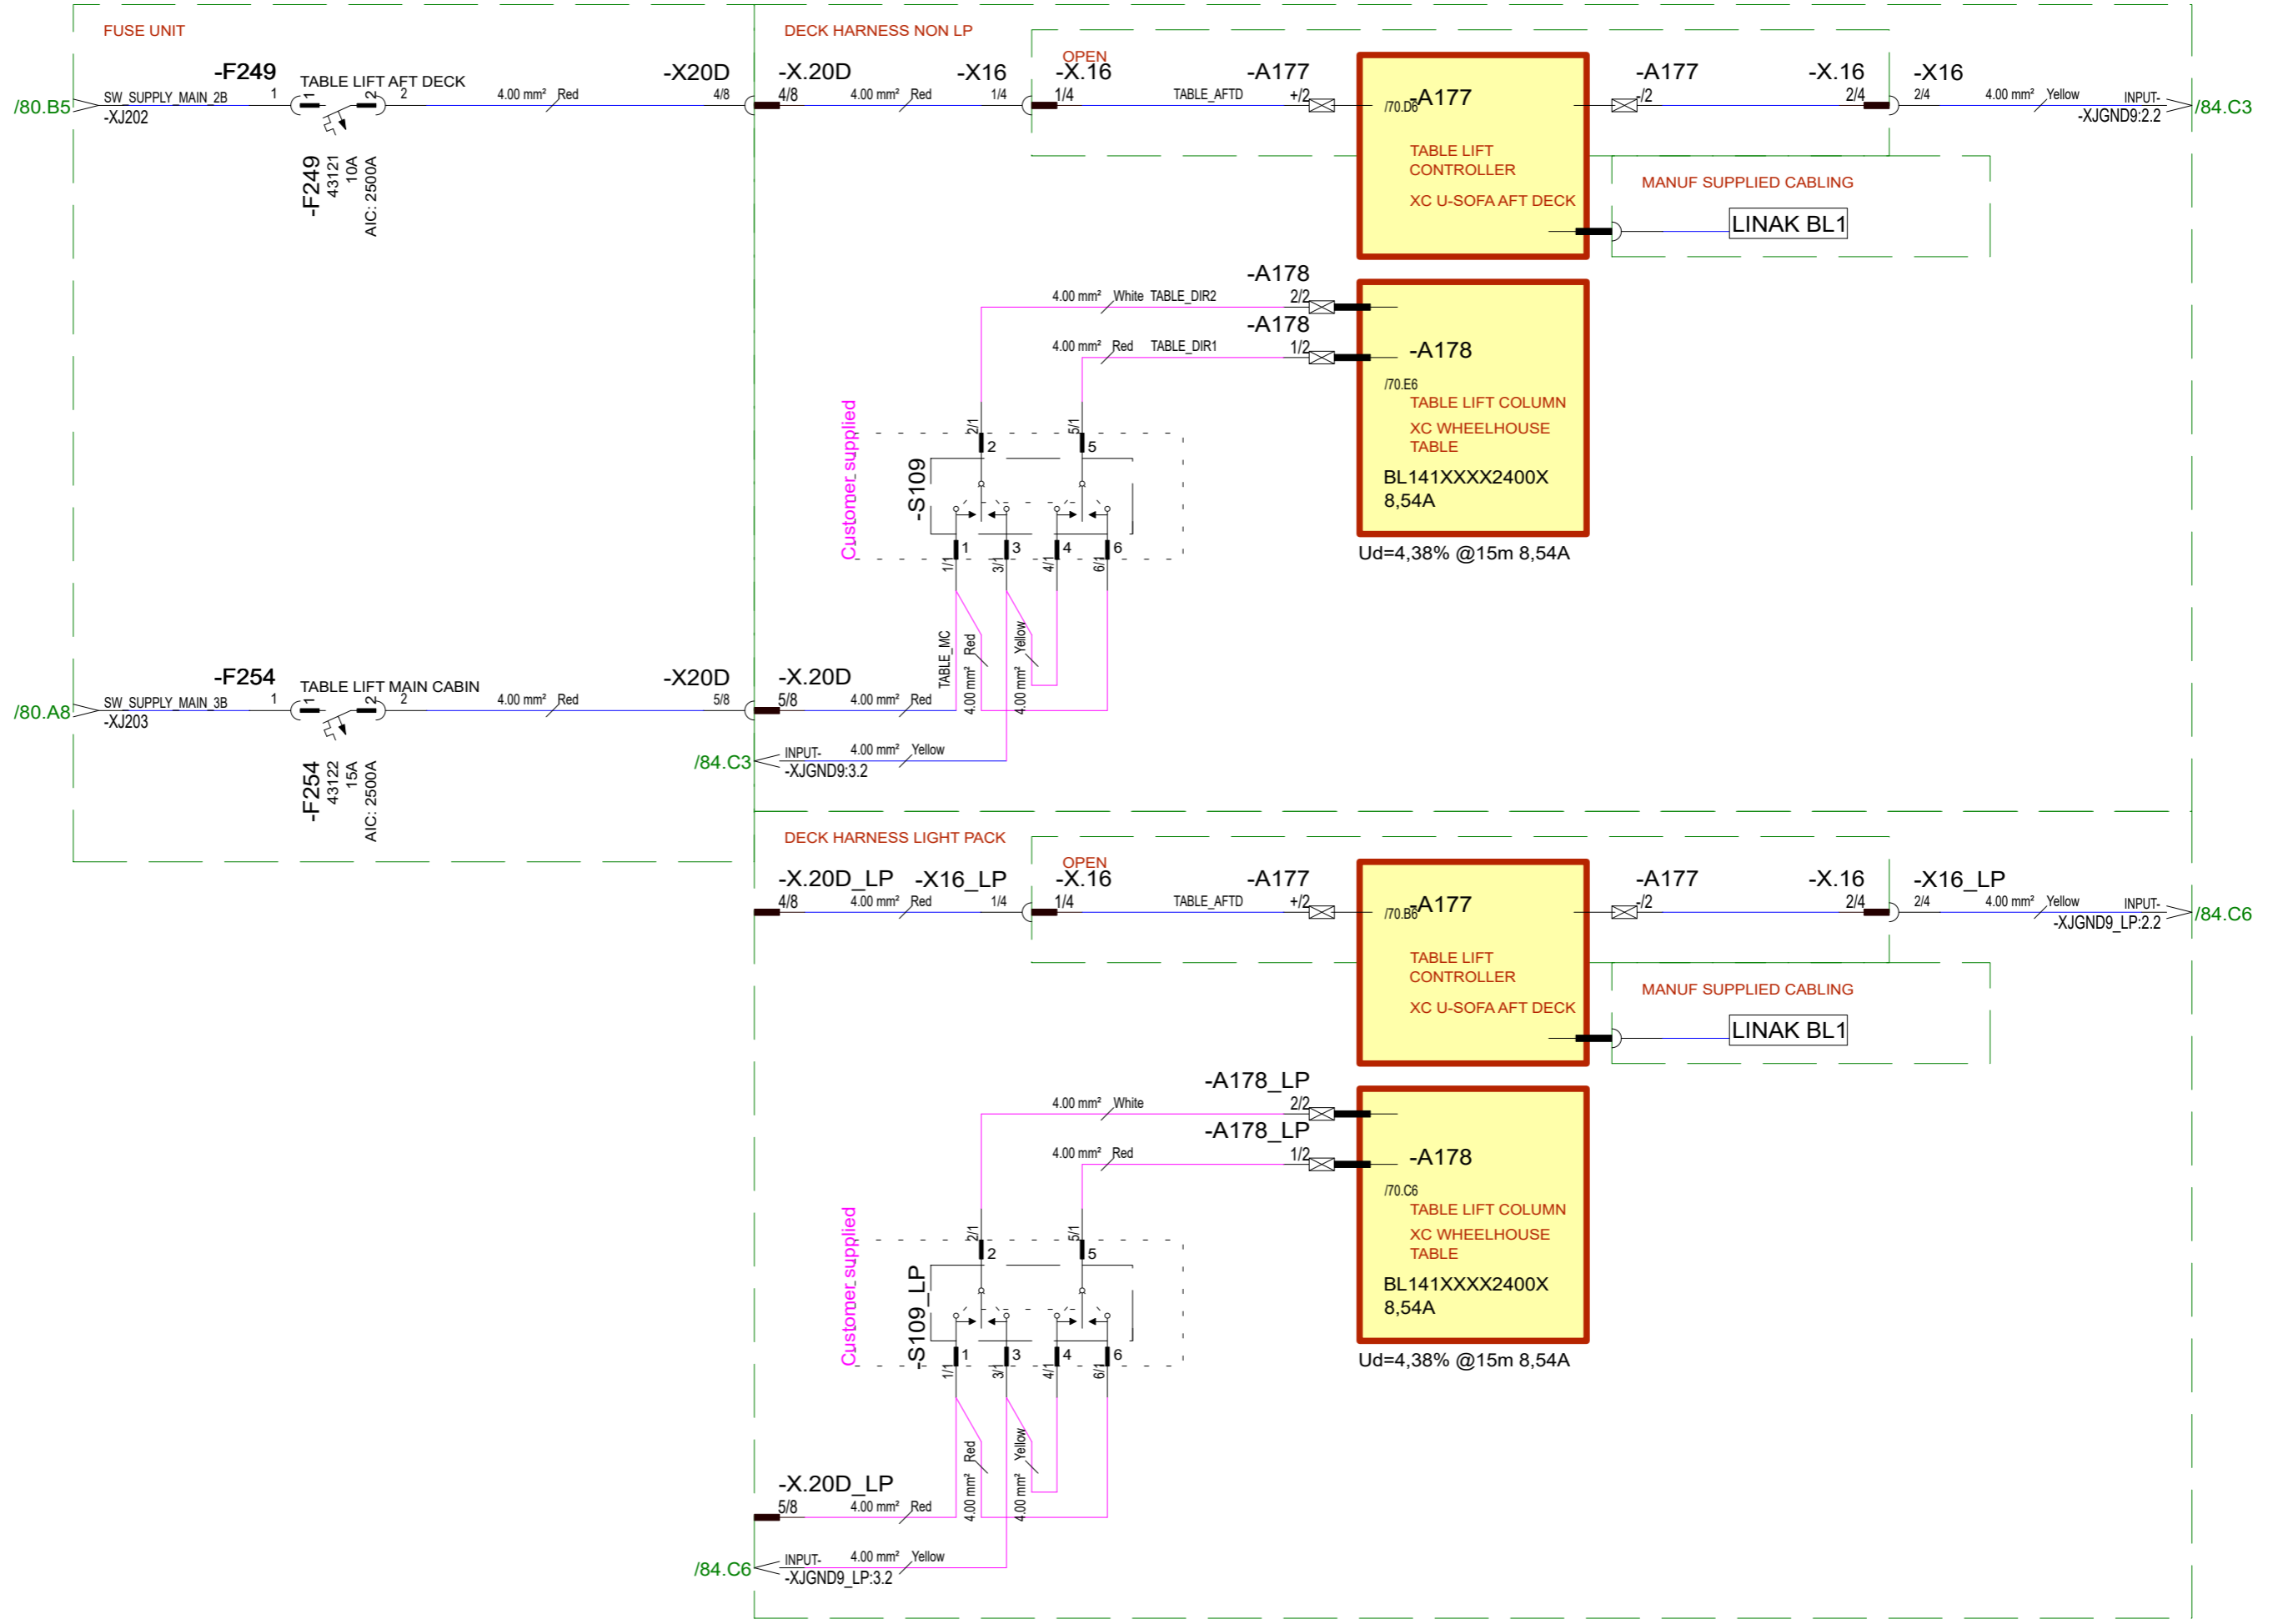 FUSE UNIT
-F249
TABLE LIFT AFT DECK
/80.B5
SW_SUPPLY_MAIN_2B
-XJ202
1
1
2
2
4.00 mm² Red
-X20D
4/8
-F249
43121
10A
AIC: 2500A
-F254
TABLE LIFT MAIN CABIN
/80.A8
SW_SUPPLY_MAIN_3B
-XJ203
1
1
2
2
4.00 mm² Red
-X20D
5/8
-F254
43122
15A
AIC: 2500A
DECK HARNESS NON LP
-X.20D
4/8
4.00 mm² Red
-X16
1/4
OPEN
-X.16
1/4
TABLE_AFTD
-A177
+/2
/70.D6
-A177
TABLE LIFT
CONTROLLER
XC U-SOFA AFT DECK
-A177
-/2
-X.16
2/4
-X16
2/4
4.00 mm² Yellow
INPUT-
-XJGND9:2.2
/84.C3
MANUF SUPPLIED CABLING
LINAK BL1
-A178
4.00 mm² White TABLE_DIR2
2/2
-A178
4.00 mm² Red TABLE_DIR1
1/2
-A178
/70.E6
TABLE LIFT COLUMN
XC WHEELHOUSE
TABLE
BL141XXXX2400X
8,54A
Ud=4,38% @15m 8,54A
Customer supplied
-S109
2/1
2
5/1
5
1
3
4
6
1/1
3/1
4/1
6/1
TABLE_MC
4.00 mm² Red
4.00 mm² Yellow
-X.20D
5/8
4.00 mm² Red
/84.C3
INPUT-
4.00 mm² Yellow
-XJGND9:3.2
DECK HARNESS LIGHT PACK
-X.20D_LP
4/8
4.00 mm² Red
-X16_LP
1/4
OPEN
-X.16
1/4
TABLE_AFTD
-A177
+/2
/70.B6
-A177
TABLE LIFT
CONTROLLER
XC U-SOFA AFT DECK
-A177
-/2
-X.16
2/4
-X16_LP
2/4
4.00 mm² Yellow
INPUT-
-XJGND9_LP:2.2
/84.C6
MANUF SUPPLIED CABLING
LINAK BL1
-A178_LP
4.00 mm² White
2/2
-A178_LP
4.00 mm² Red
1/2
-A178
/70.C6
TABLE LIFT COLUMN
XC WHEELHOUSE
TABLE
BL141XXXX2400X
8,54A
Ud=4,38% @15m 8,54A
Customer supplied
-S109_LP
2/1
2
5/1
5
1
3
4
6
1/1
3/1
4/1
6/1
4.00 mm² Red
4.00 mm² Yellow
-X.20D_LP
5/8
4.00 mm² Red
/84.C6
INPUT-
4.00 mm² Yellow
-XJGND9_LP:3.2